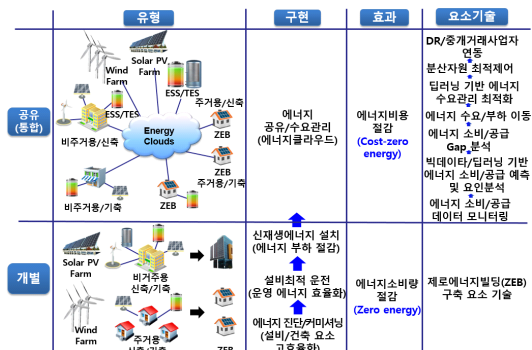 유형
구현
효과
요소기술
공유
(통합)
Wind
Farm
Solar PV
Farm
ESS/TES
ESS/TES
주거용/신축
ZEB
비주거용/신축
Energy
Clouds
ZEB
주거용/기축
비주거용/기축
ZEB
에너지
공유/수요관리
(에너지클라우드)
에너지비용
절감
(Cost-zero
energy)
DR/중개거래사업자
연동
분산자원 최적제어
딥러닝 기반 에너지
수요관리 최적화
에너지 수요/부하 이동
에너지 소비/공급
Gap 분석
빅데이타/딥러닝 기반
에너지 소비/공급 예측
및 요인분석
에너지 소비/공급
데이터 모니터링
개별
Solar PV
Farm
비거주용
신축/기축
Wind
Farm
주거용
신축/기축
ZEB
ZEB
신재생에너지 설치
(에너지 부하 절감)
설비최적 운전
(운영 에너지 효율화)
에너지 진단/커미셔닝
(설비/건축 요소
고효율화)
에너지소비량
절감
(Zero energy)
제로에너지빌딩(ZEB)
구축 요소 기술